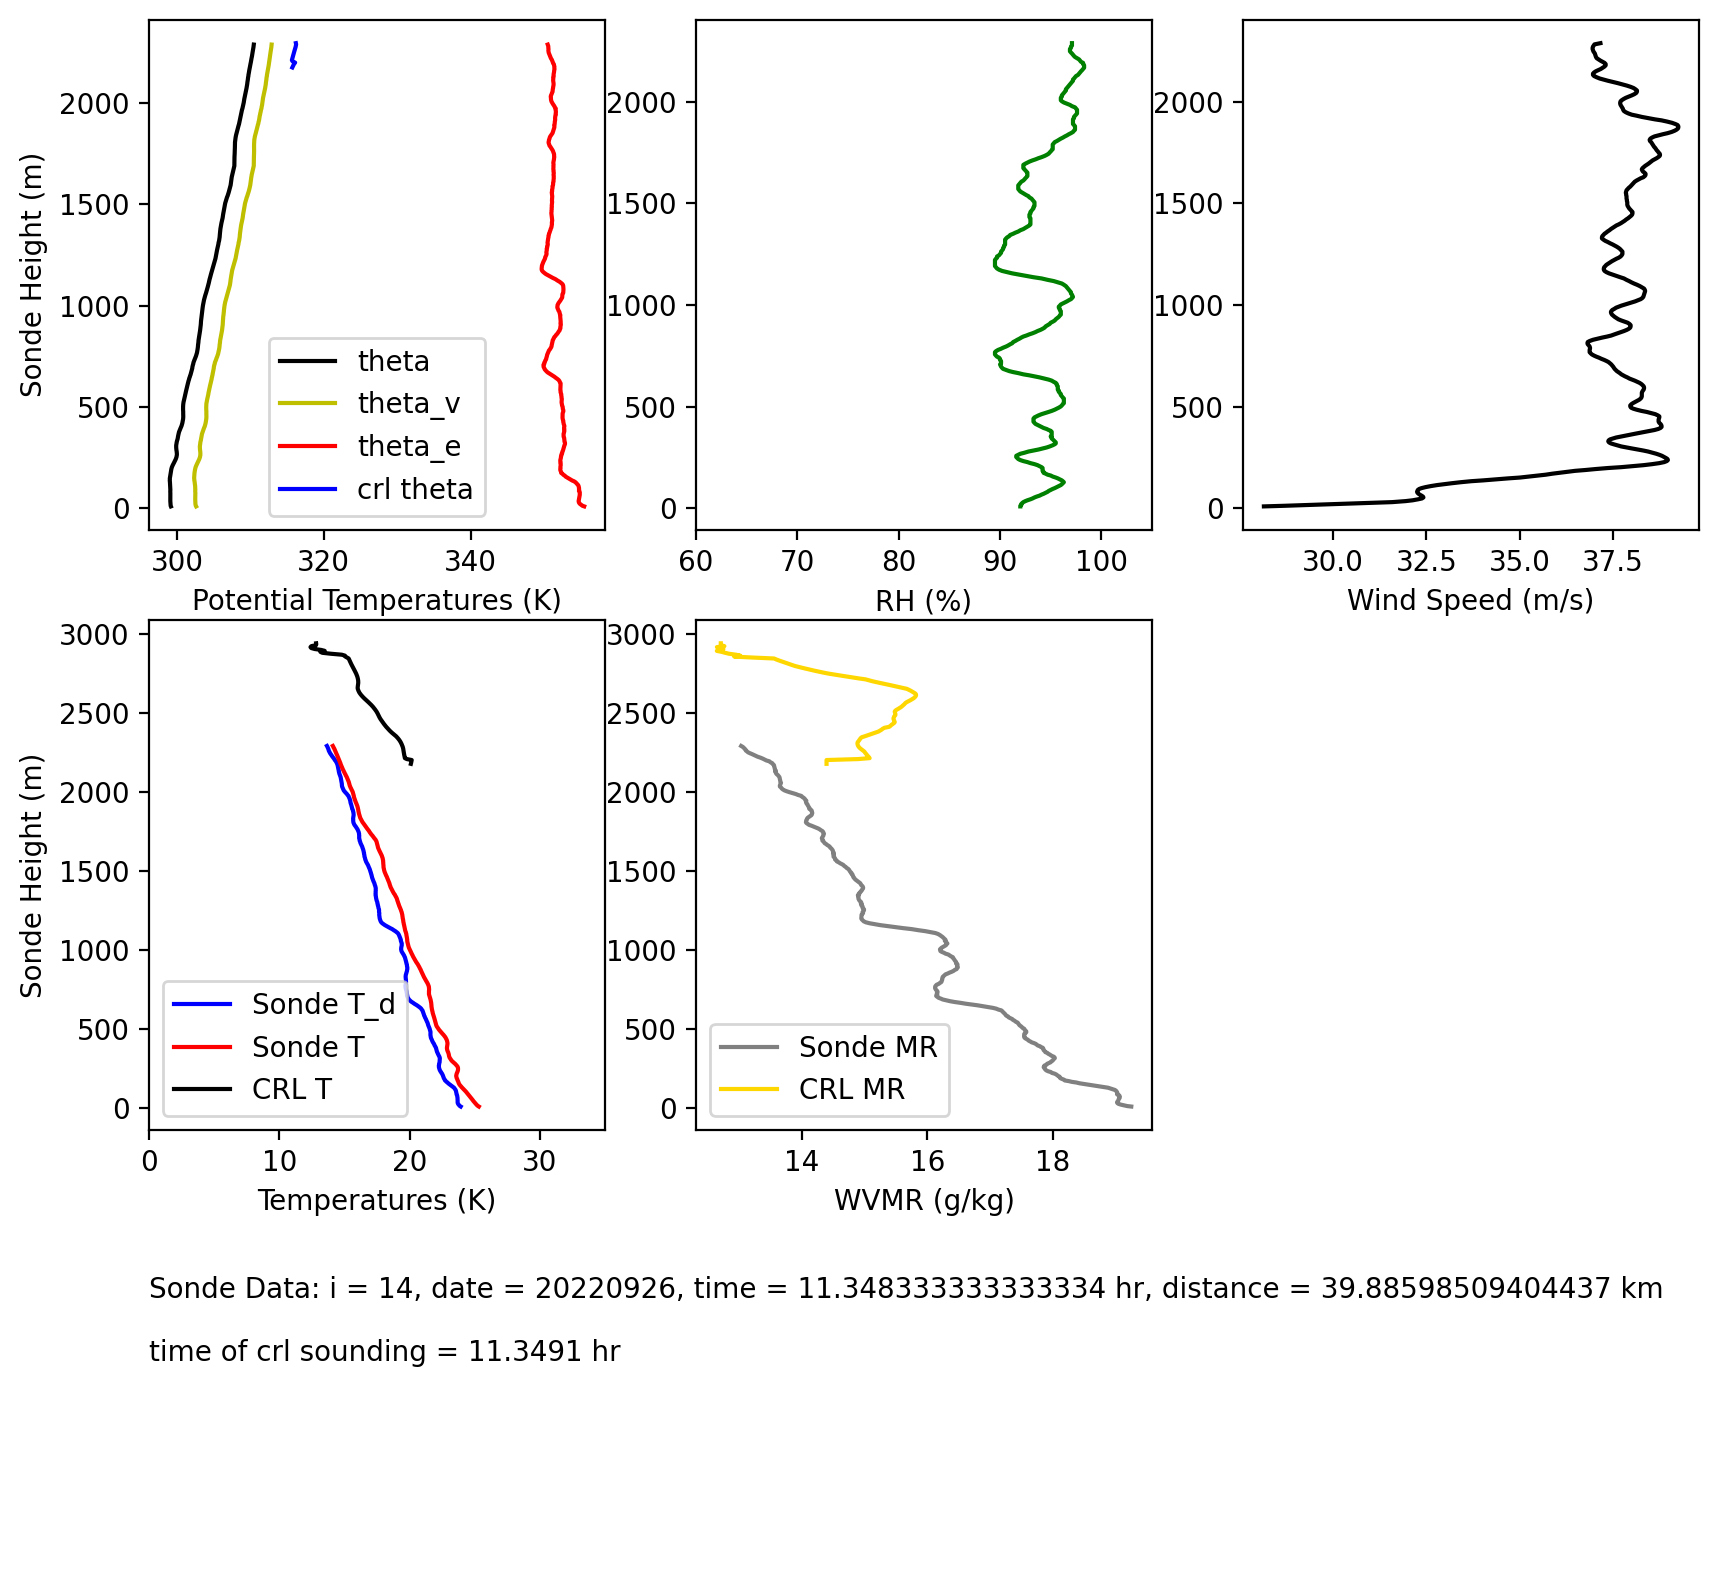 2000
1500
1000
500
0
Sonde Height (m)
300 320 340
Potential Temperatures (K)
theta
theta_v
theta_e
crl theta
2000
1500
1000
500
0
60 70 80 90 100
RH (%)
2000
1500
1000
500
0
30.0 32.5 35.0 37.5
Wind Speed (m/s)
3000
2500
2000
1500
1000
500
0
Sonde Height (m)
0 10 20 30
Temperatures (K)
Sonde T_d
Sonde T
CRL T
3000
2500
2000
1500
1000
500
0
14 16 18
WVMR (g/kg)
Sonde MR
CRL MR
Sonde Data: i = 14, date = 20220926, time = 11.348333333333334 hr, distance = 39.88598509404437 km
time of crl sounding = 11.3491 hr